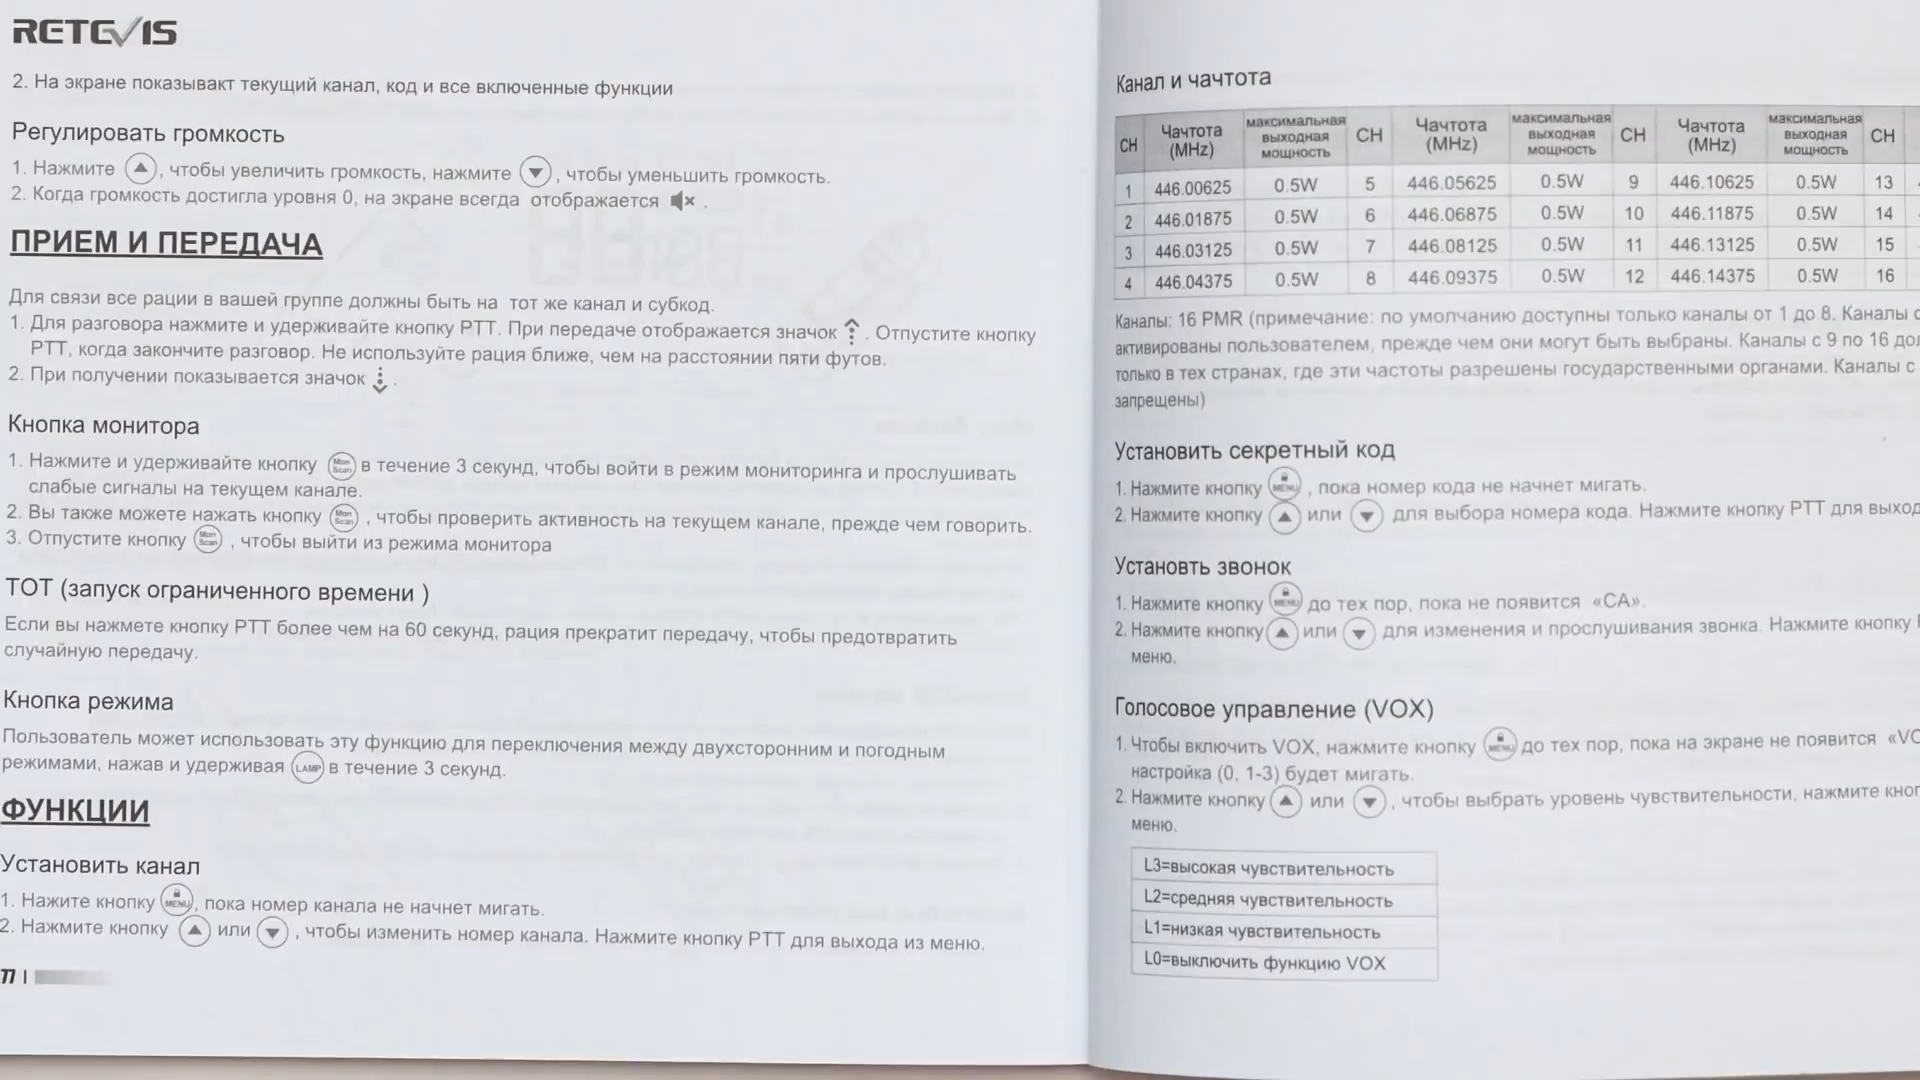 RETEVIS
2. На экране показывакт текущий канал, код и все включенные функции
Регулировать громкость
1. Нажмите , чтобы увеличить громкость, нажмите , чтобы уменьшить громкость.
2. Когда громкость достигла уровня 0, на экране всегда отображается .
ПРИЕМ И ПЕРЕДАЧА
Для связи все рации в вашей группе должны быть на тот же канал и субкод.
1. Для разговора нажмите и удерживайте кнопку PTT. При передаче отображается значок . Отпустите кнопку
PTT, когда закончите разговор. Не используйте рация ближе, чем на расстоянии пяти футов.
2. При получении показывается значок .
Кнопка монитора
1. Нажмите и удерживайте кнопку Mon Scan в течение 3 секунд, чтобы войти в режим мониторинга и прослушивать
слабые сигналы на текущем канале.
2. Вы также можете нажать кнопку Mon Scan , чтобы проверить активность на текущем канале, прежде чем говорить.
3. Отпустите кнопку Mon Scan , чтобы выйти из режима монитора
TOT (запуск ограниченного времени )
Если вы нажмете кнопку PTT более чем на 60 секунд, рация прекратит передачу, чтобы предотвратить
случайную передачу.
Кнопка режима
Пользователь может использовать эту функцию для переключения между двухсторонним и погодным
режимами, нажав и удерживая LAMP в течение 3 секунд.
ФУНКЦИИ
Установить канал
1. Нажите кнопку MENU, пока номер канала не начнет мигать.
2. Нажмите кнопку или , чтобы изменить номер канала. Нажмите кнопку PTT для выхода из меню.
77
Канал и чачтота
CH Чачтота (MHz) максимальная выходная мощность CH Чачтота (MHz) максимальная выходная мощность CH Чачтота (MHz) максимальная выходная мощность CH
1 446.00625 0.5W 5 446.05625 0.5W 9 446.10625 0.5W 13
2 446.01875 0.5W 6 446.06875 0.5W 10 446.11875 0.5W 14
3 446.03125 0.5W 7 446.08125 0.5W 11 446.13125 0.5W 15
4 446.04375 0.5W 8 446.09375 0.5W 12 446.14375 0.5W 16
Каналы: 16 PMR (примечание: по умолчанию доступны только каналы от 1 до 8. Каналы с
активированы пользователем, прежде чем они могут быть выбраны. Каналы с 9 по 16 дол
только в тех странах, где эти частоты разрешены государственными органами. Каналы с
запрещены)
Установить секретный код
1. Нажмите кнопку MENU , пока номер кода не начнет мигать.
2. Нажмите кнопку или для выбора номера кода. Нажмите кнопку PTT для выход
Установть звонок
1. Нажмите кнопку MENU до тех пор, пока не появится «CA».
2. Нажмите кнопку или для изменения и прослушивания звонка. Нажмите кнопку
меню.
Голосовое управление (VOX)
1. Чтобы включить VOX, нажмите кнопку MENU до тех пор, пока на экране не появится «VO
настройка (0, 1-3) будет мигать.
2. Нажмите кнопку или , чтобы выбрать уровень чувствительности, нажмите кноп
меню.
L3=высокая чувствительность
L2=средняя чувствительность
L1=низкая чувствительность
L0=выключить функцию VOX